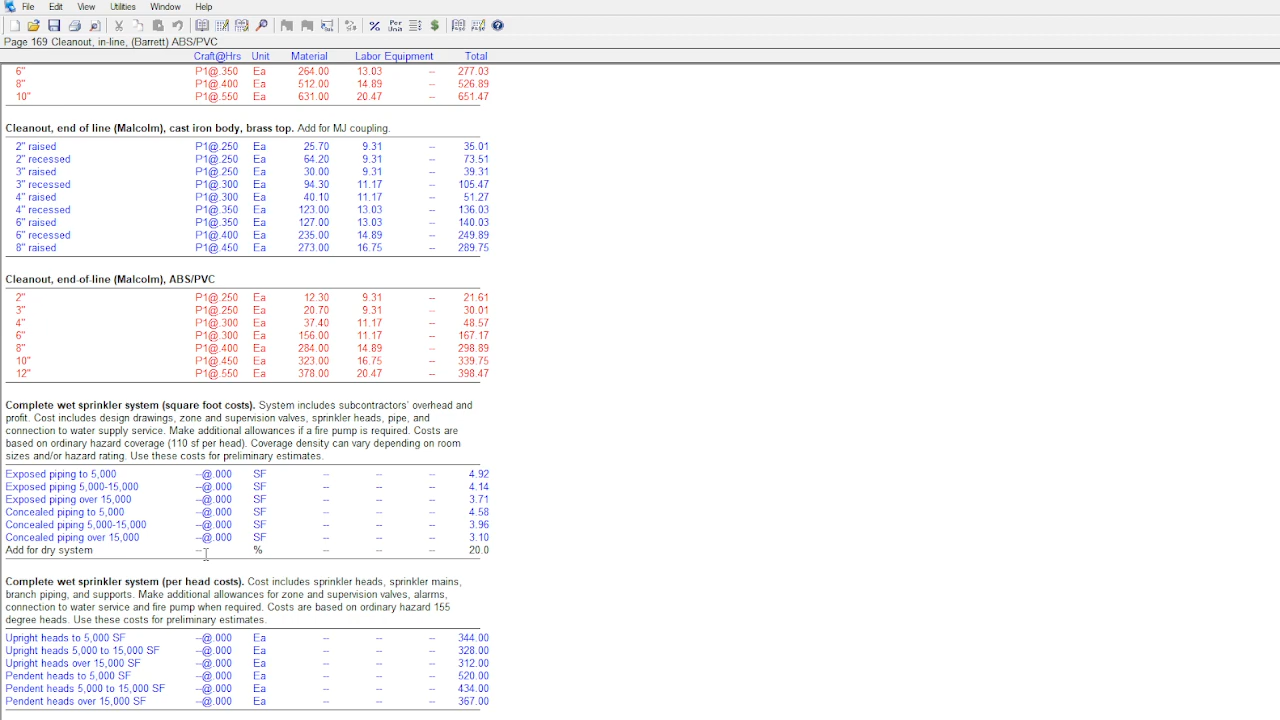 File Edit View Utilities Window Help
Page 169 Cleanout, in-line, (Barrett) ABS/PVC
Craft@Hrs Unit Material Labor Equipment Total
6" P1@.350 Ea 264.00 13.03 -- 277.03
8" P1@.400 Ea 512.00 14.89 -- 526.89
10" P1@.550 Ea 631.00 20.47 -- 651.47
Cleanout, end of line (Malcolm), cast iron body, brass top. Add for MJ coupling.
2" raised P1@.250 Ea 25.70 9.31 -- 35.01
2" recessed P1@.250 Ea 64.20 9.31 -- 73.51
3" raised P1@.250 Ea 30.00 9.31 -- 39.31
3" recessed P1@.300 Ea 94.30 11.17 -- 105.47
4" raised P1@.300 Ea 40.10 11.17 -- 51.27
4" recessed P1@.350 Ea 123.00 13.03 -- 136.03
6" raised P1@.350 Ea 127.00 13.03 -- 140.03
6" recessed P1@.400 Ea 235.00 14.89 -- 249.89
8" raised P1@.450 Ea 273.00 16.75 -- 289.75
Cleanout, end-of-line (Malcolm), ABS/PVC
2" P1@.250 Ea 12.30 9.31 -- 21.61
3" P1@.250 Ea 20.70 9.31 -- 30.01
4" P1@.300 Ea 37.40 11.17 -- 48.57
6" P1@.300 Ea 156.00 11.17 -- 167.17
8" P1@.400 Ea 284.00 14.89 -- 298.89
10" P1@.450 Ea 323.00 16.75 -- 339.75
12" P1@.550 Ea 378.00 20.47 -- 398.47
Complete wet sprinkler system (square foot costs). System includes subcontractors' overhead and
profit. Cost includes design drawings, zone and supervision valves, sprinkler heads, pipe, and
connection to water supply service. Make additional allowances if a fire pump is required. Costs are
based on ordinary hazard coverage (110 sf per head). Coverage density can vary depending on room
sizes and/or hazard rating. Use these costs for preliminary estimates.
Exposed piping to 5,000 --@.000 SF -- -- -- 4.92
Exposed piping 5,000-15,000 --@.000 SF -- -- -- 4.14
Exposed piping over 15,000 --@.000 SF -- -- -- 3.71
Concealed piping to 5,000 --@.000 SF -- -- -- 4.58
Concealed piping 5,000-15,000 --@.000 SF -- -- -- 3.96
Concealed piping over 15,000 --@.000 SF -- -- -- 3.10
Add for dry system -- % -- -- -- 20.0
Complete wet sprinkler system (per head costs). Cost includes sprinkler heads, sprinkler mains,
branch piping, and supports. Make additional allowances for zone and supervision valves, alarms,
connection to water service and fire pump when required. Costs are based on ordinary hazard 155
degree heads. Use these costs for preliminary estimates.
Upright heads to 5,000 SF --@.000 Ea -- -- -- 344.00
Upright heads 5,000 to 15,000 SF --@.000 Ea -- -- -- 328.00
Upright heads over 15,000 SF --@.000 Ea -- -- -- 312.00
Pendent heads to 5,000 SF --@.000 Ea -- -- -- 520.00
Pendent heads 5,000 to 15,000 SF --@.000 Ea -- -- -- 434.00
Pendent heads over 15,000 SF --@.000 Ea -- -- -- 367.00